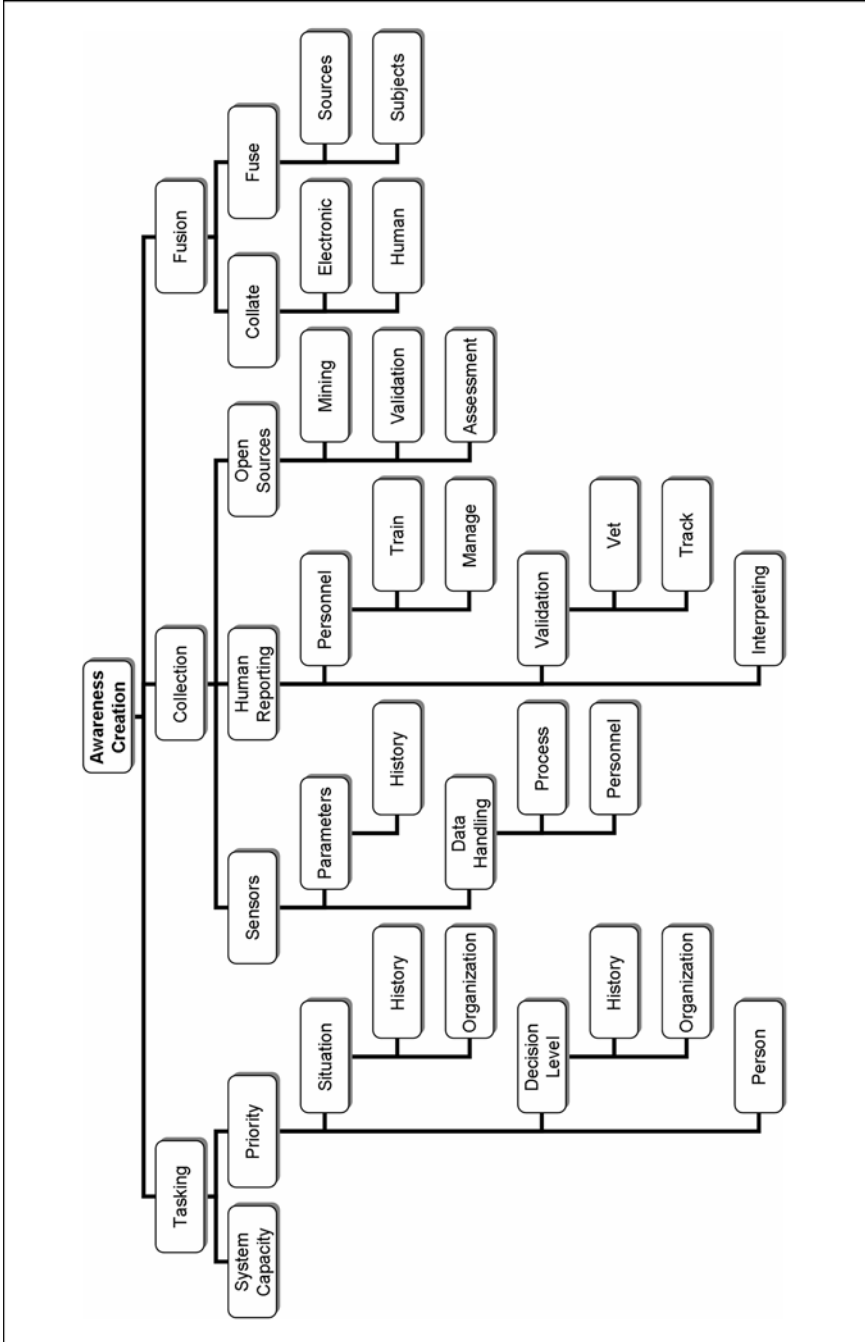 Awareness
Creation
Tasking
System
Capacity
Priority
Situation
History
Organization
Decision
Level
History
Organization
Person
Collection
Sensors
Parameters
History
Data
Handling
Process
Personnel
Human
Reporting
Personnel
Train
Manage
Validation
Vet
Track
Interpreting
Open
Sources
Mining
Validation
Assessment
Fusion
Collate
Electronic
Human
Fuse
Sources
Subjects